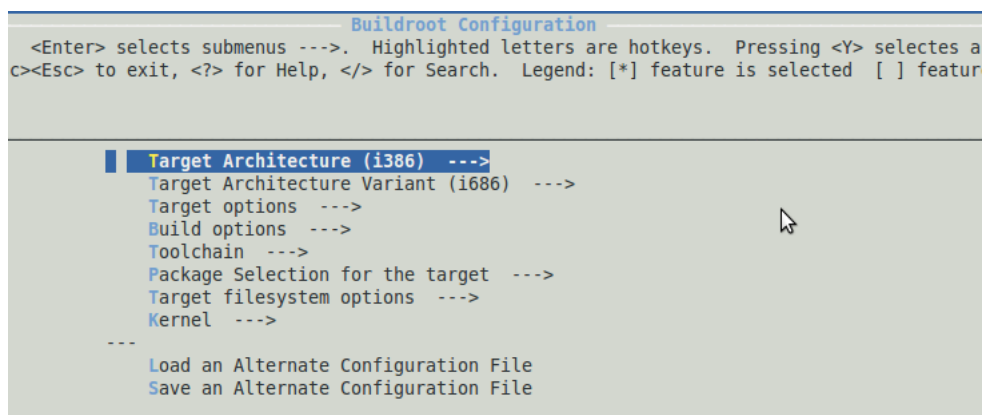 Buildroot Configuration
<Enter> selects submenus --->. Highlighted letters are hotkeys. Pressing <Y> selectes a
c><Esc> to exit, <?> for Help, </> for Search. Legend: [*] feature is selected [ ] featur
Target Architecture (i386) --->
Target Architecture Variant (i686) --->
Target options --->
Build options --->
Toolchain --->
Package Selection for the target --->
Target filesystem options --->
Kernel --->
---
Load an Alternate Configuration File
Save an Alternate Configuration File